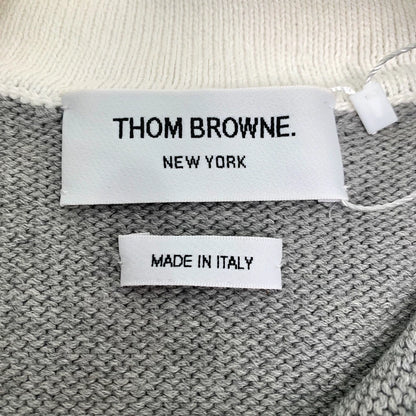 THOM BROWNE.
NEW YORK
MADE IN ITALY